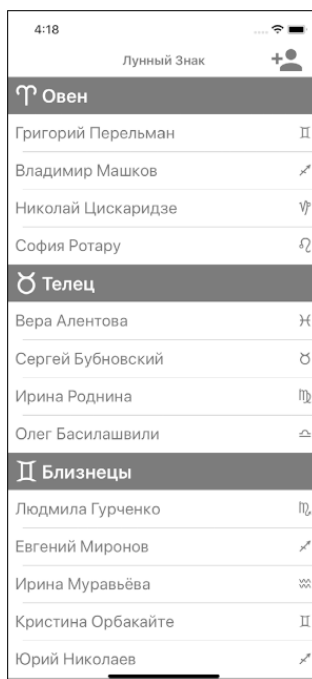 4:18
Лунный Знак
♈ Овен
Григорий Перельман ♊
Владимир Машков ♐
Николай Цискаридзе ♑
София Ротару ♌
♉ Телец
Вера Алентова ♓
Сергей Бубновский ♉
Ирина Роднина ♍
Олег Басилашвили ♎
♊ Близнецы
Людмила Гурченко ♏
Евгений Миронов ♐
Ирина Муравьёва ♒
Кристина Орбакайте ♊
Юрий Николаев ♐